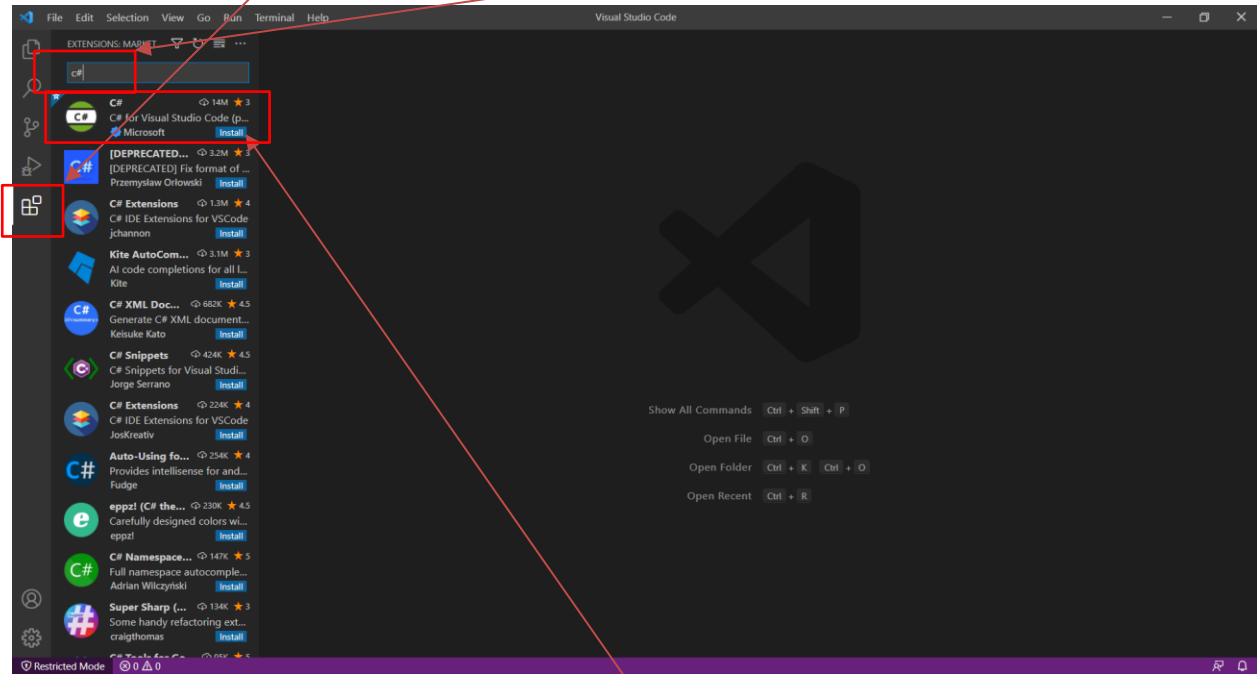 File Edit Selection View Go Run Terminal Help
Visual Studio Code
EXTENSIONS: MARKET
c#
C# 14M 3
C# for Visual Studio Code (p...
Microsoft Install
[DEPRECATED... 3.2M 3
[DEPRECATED] Fix format of ...
Przemysław Orłowski Install
C# Extensions 1.3M 4
C# IDE Extensions for VSCode
jchannon Install
Kite AutoCom... 3.1M 3
AI code completions for all l...
Kite Install
C# XML Doc... 682K 4.5
Generate C# XML document...
Keisuke Kato Install
C# Snippets 424K 4.5
C# Snippets for Visual Studi...
Jorge Serrano Install
C# Extensions 224K 4
C# IDE Extensions for VSCode
JosKreativ Install
Auto-Using fo... 254K 4
Provides intellisense for and...
Fudge Install
eppz! (C# the... 230K 4.5
Carefully designed colors wi...
eppz! Install
C# Namespace... 147K 5
Full namespace autocomple...
Adrian Wilczyński Install
Super Sharp (... 134K 3
Some handy refactoring ext...
craigthomas Install
Show All Commands Ctrl + Shift + P
Open File Ctrl + O
Open Folder Ctrl + K Ctrl + O
Open Recent Ctrl + R
Restricted Mode 0 0